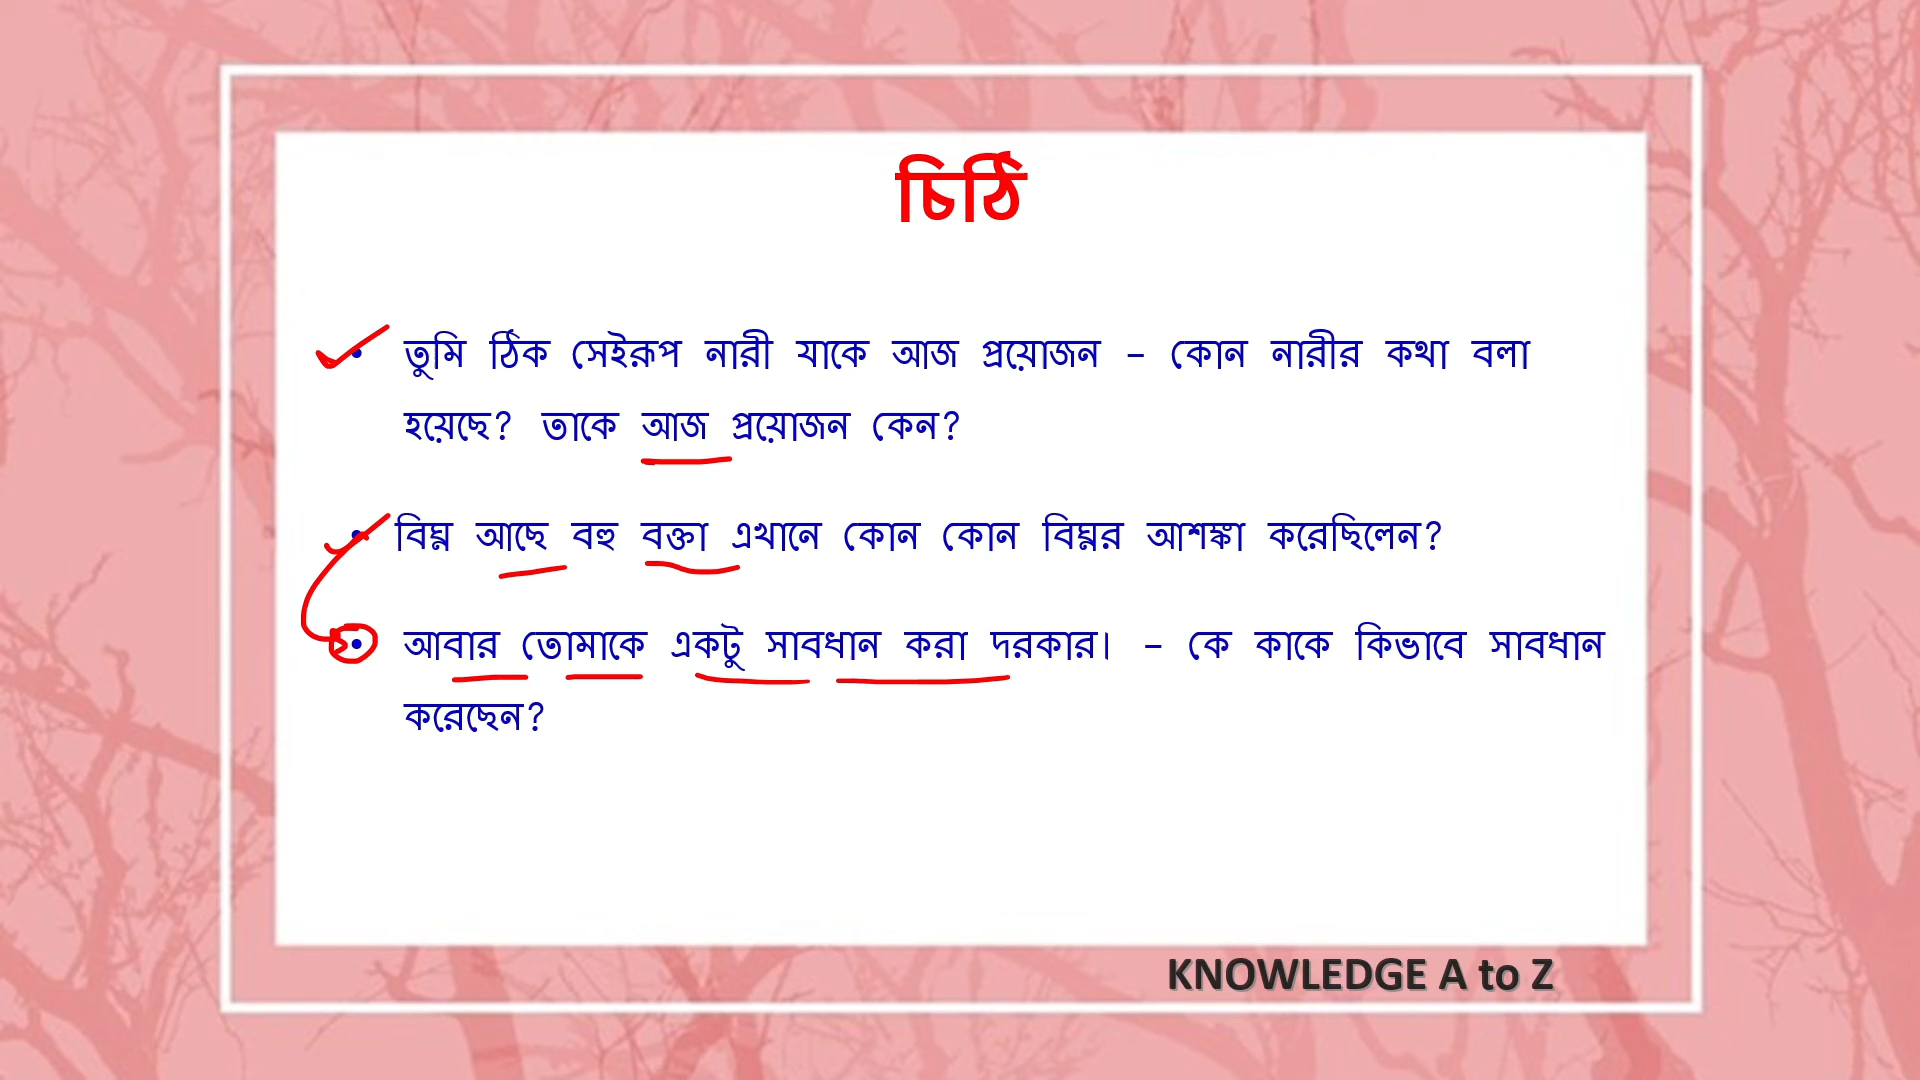 চিঠি
• তুমি ঠিক সেইরূপ নারী যাকে আজ প্রয়োজন – কোন নারীর কথা বলা
হয়েছে? তাকে আজ প্রয়োজন কেন?
• বিঘ্ন আছে বহু বক্তা এখানে কোন কোন বিঘ্নর আশঙ্কা করেছিলেন?
• আবার তোমাকে একটু সাবধান করা দরকার। – কে কাকে কিভাবে সাবধান
করেছেন?
KNOWLEDGE A to Z